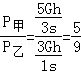 P甲/P乙 = (5Gh/3s)/(3Gh/1s) = 5/9